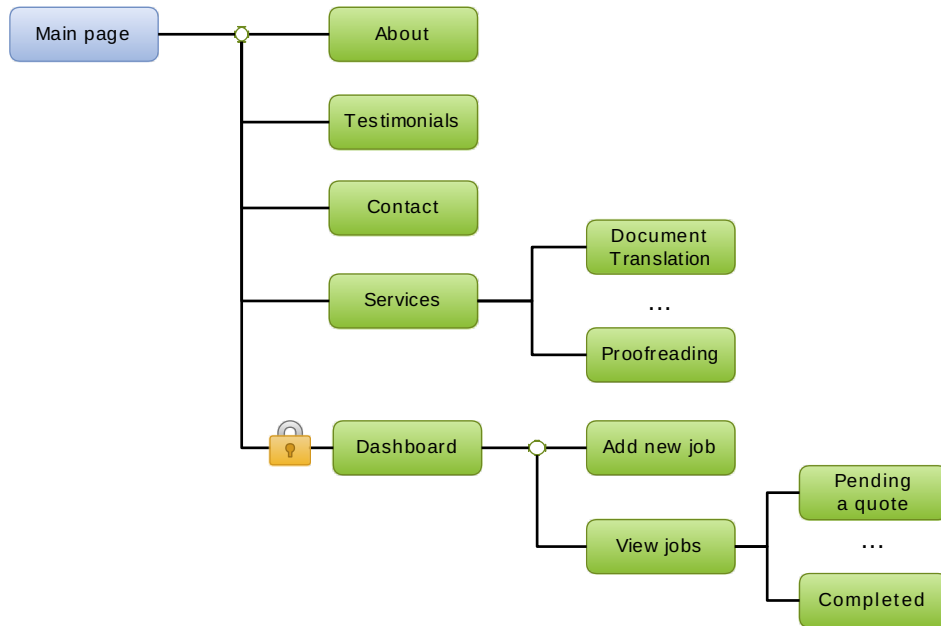 Main page
About
Testimonials
Contact
Services
Document
Translation
...
Proofreading
Dashboard
Add new job
View jobs
Pending
a quote
...
Completed